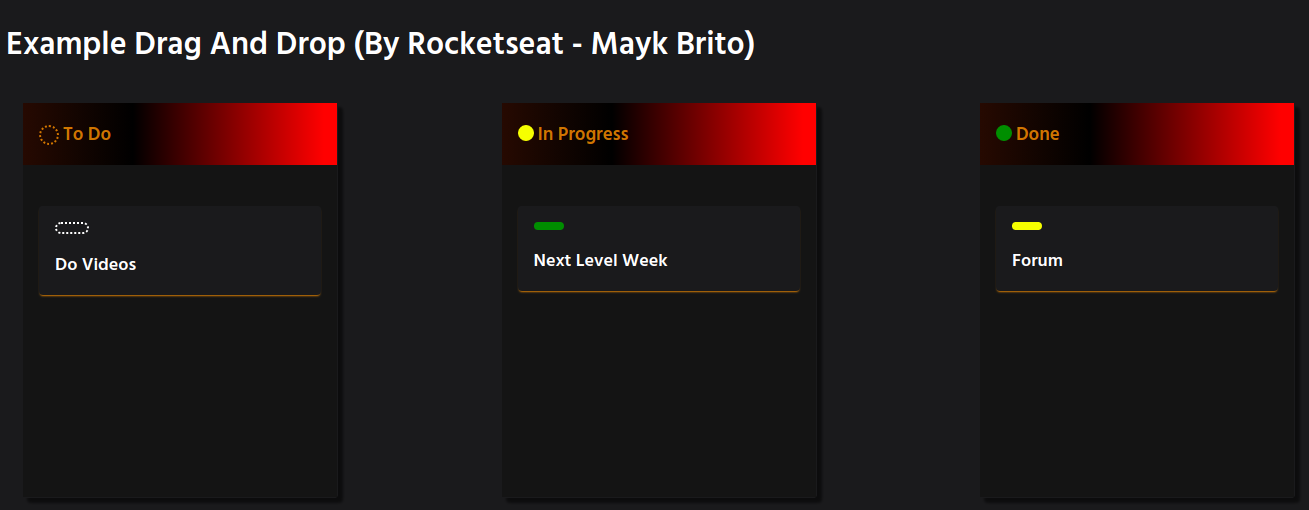 Example Drag And Drop (By Rocketseat - Mayk Brito)
To Do
In Progress
Done
Do Videos
Next Level Week
Forum